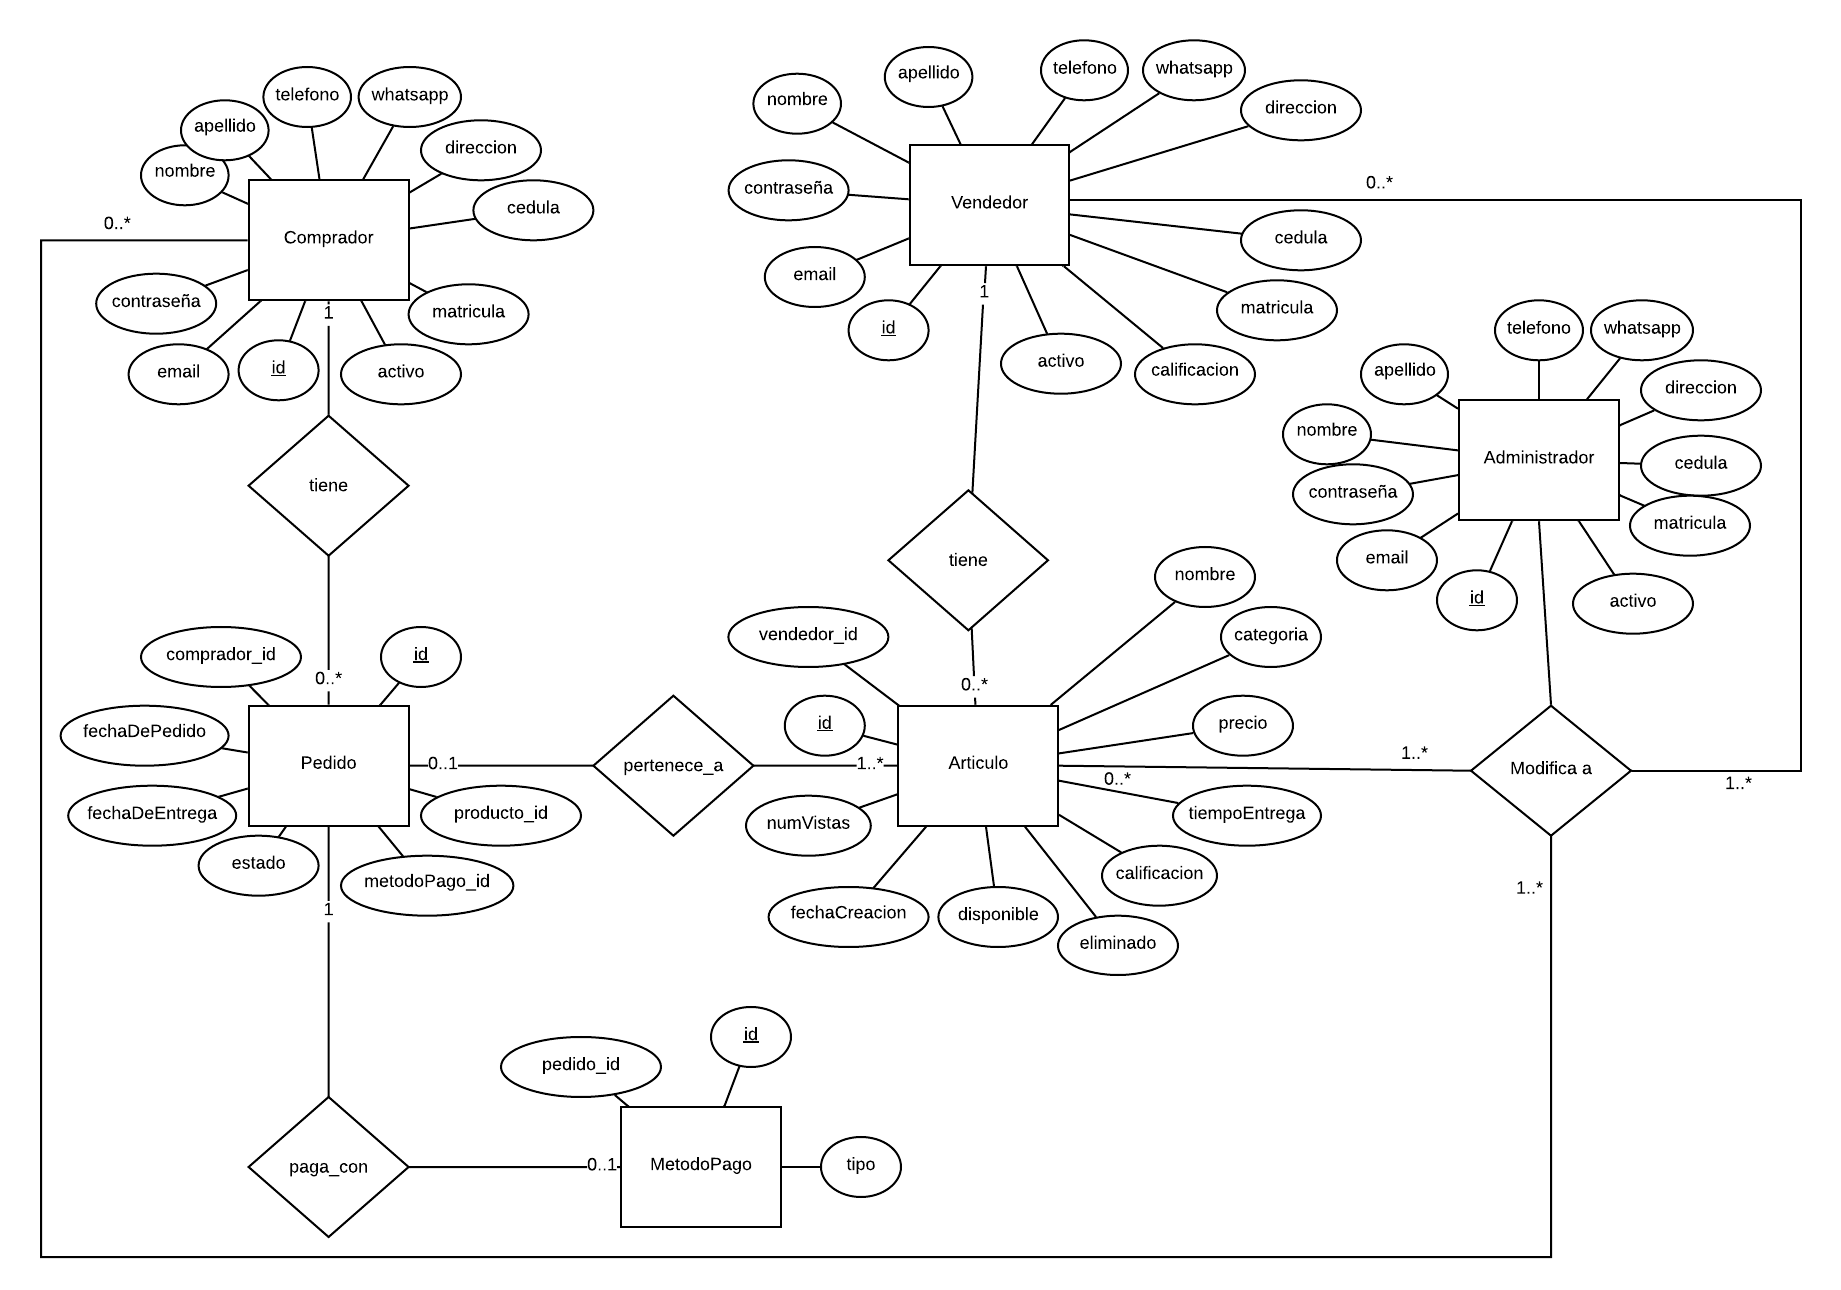 telefono
whatsapp
apellido
nombre
direccion
cedula
0..*
Comprador
contraseña
matricula
1
email
id
activo
tiene
apellido
telefono
whatsapp
nombre
direccion
contraseña
Vendedor
0..*
cedula
email
id
1
matricula
activo
calificacion
tiene
telefono
whatsapp
apellido
direccion
nombre
Administrador
cedula
contraseña
matricula
email
id
activo
comprador_id
id
0..*
fechaDePedido
Pedido
0..1
pertenece_a
1..*
fechaDeEntrega
producto_id
estado
metodoPago_id
1
vendedor_id
0..*
nombre
categoria
id
precio
Articulo
1..*
Modifica a
0..*
1..*
numVistas
tiempoEntrega
calificacion
fechaCreacion
disponible
eliminado
1..*
id
pedido_id
paga_con
0..1
MetodoPago
tipo